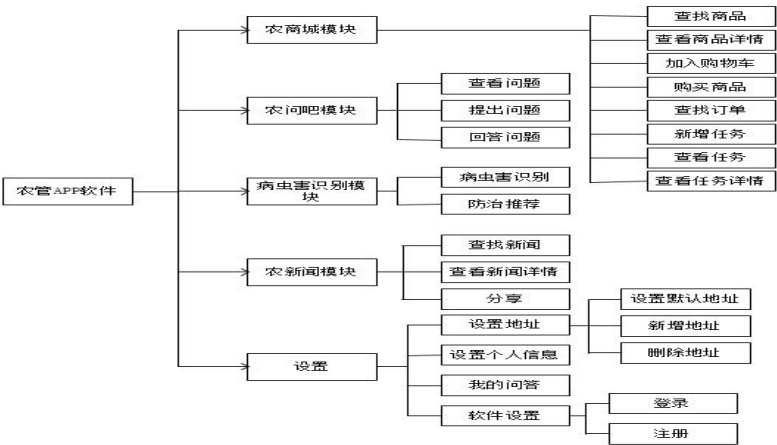 农管APP软件
农商城模块
查找商品
查看商品详情
加入购物车
购买商品
查找订单
新增任务
查看任务
查看任务详情
农问吧模块
查看问题
提出问题
回答问题
病虫害识别模
块
病虫害识别
防治推荐
农新闻模块
查找新闻
查看新闻详情
分享
设置
设置地址
设置默认地址
新增地址
删除地址
设置个人信息
我的问答
软件设置
登录
注册